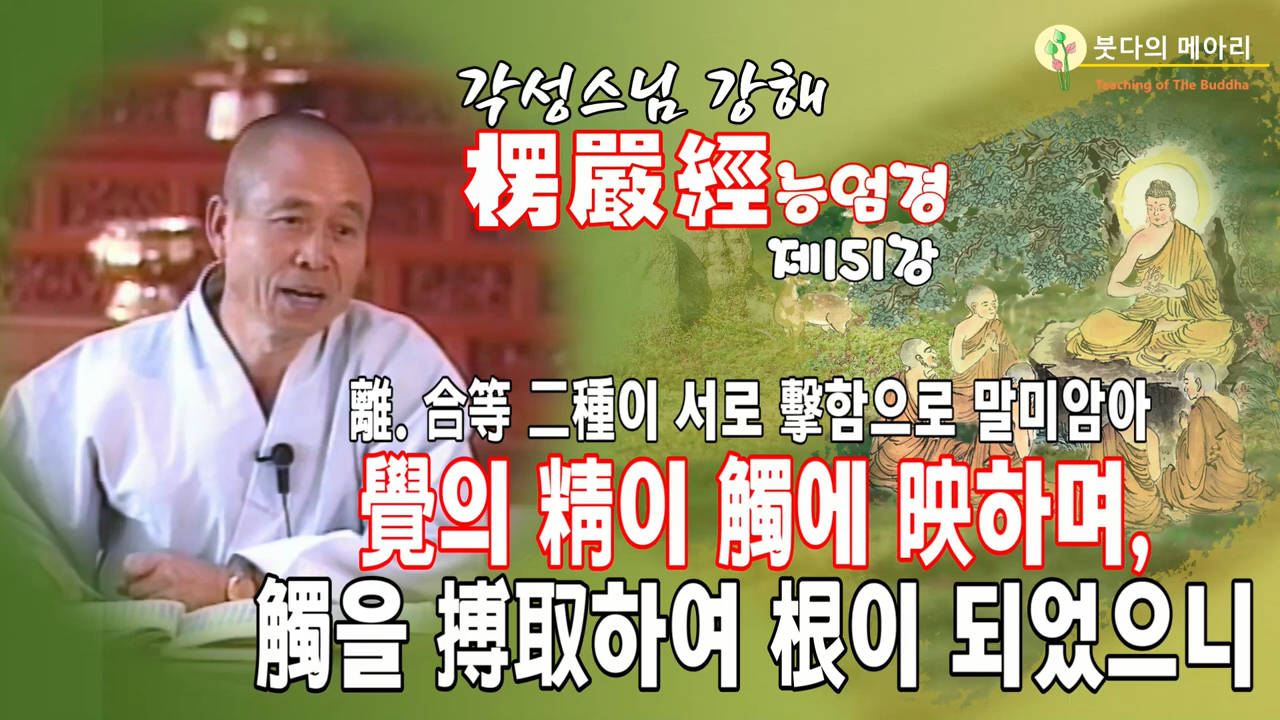 붓다의 메아리
Teaching of The Buddha
각성스님 강해
楞嚴經능엄경
제151강
離. 合等 二種이 서로 擊함으로 말미암아
覺의 精이 觸에 映하며,
觸을 搏取하여 根이 되었으니